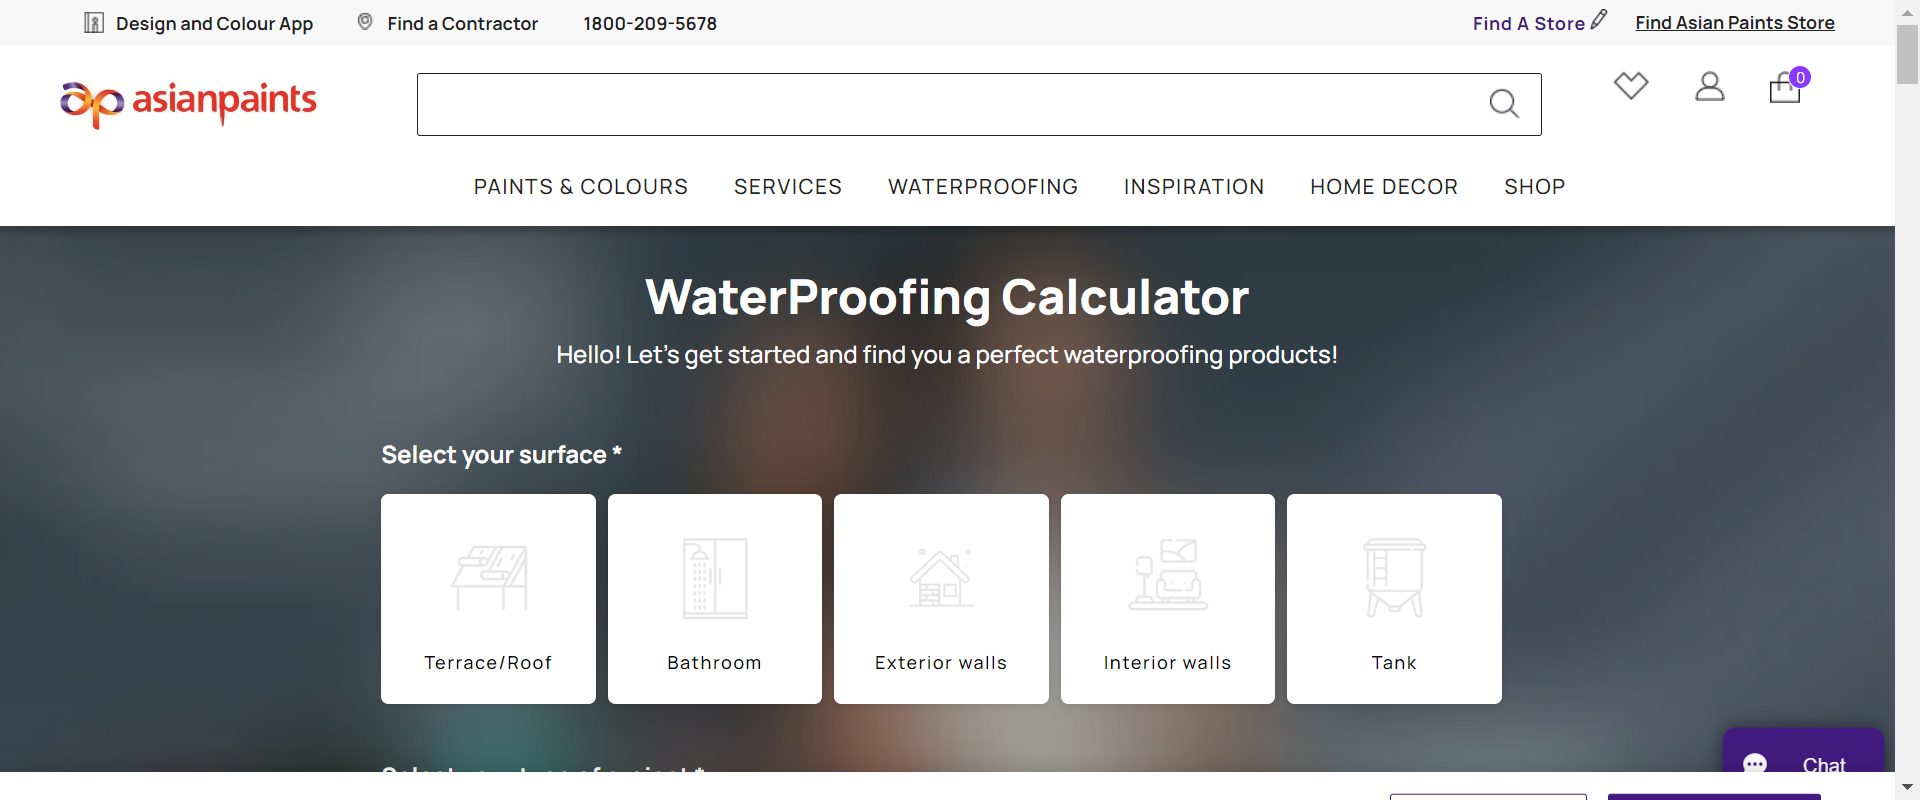 Design and Colour App
Find a Contractor
1800-209-5678
Find A Store
Find Asian Paints Store
asianpaints
0
PAINTS & COLOURS
SERVICES
WATERPROOFING
INSPIRATION
HOME DECOR
SHOP
WaterProofing Calculator
Hello! Let's get started and find you a perfect waterproofing products!
Select your surface *
Terrace/Roof
Bathroom
Exterior walls
Interior walls
Tank
Chat